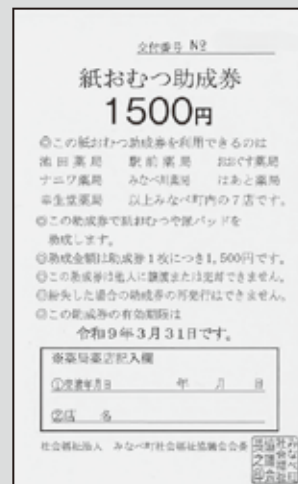 交付番号 №
紙おむつ助成券
1500円
◎この紙おむつ助成券を利用できるのは
池田薬局 駅前薬局 おおぐす薬局
ナニワ薬局 みなべ川薬局 はあと薬局
幸生堂薬局 以上みなべ町内の7店です。
◎この助成券で紙おむつや尿パッドを
助成します。
◎助成金額は助成券1枚につき1,500円です。
◎この助成券は他人に譲渡または売却できません。
◎紛失した場合の助成券の再発行はできません。
◎この助成券の有効期限は
令和9年3月31日です。
※薬局薬店記入欄
①受渡年月日 年 月 日
②店 名
社会福祉法人 みなべ町社会福祉協議会会長